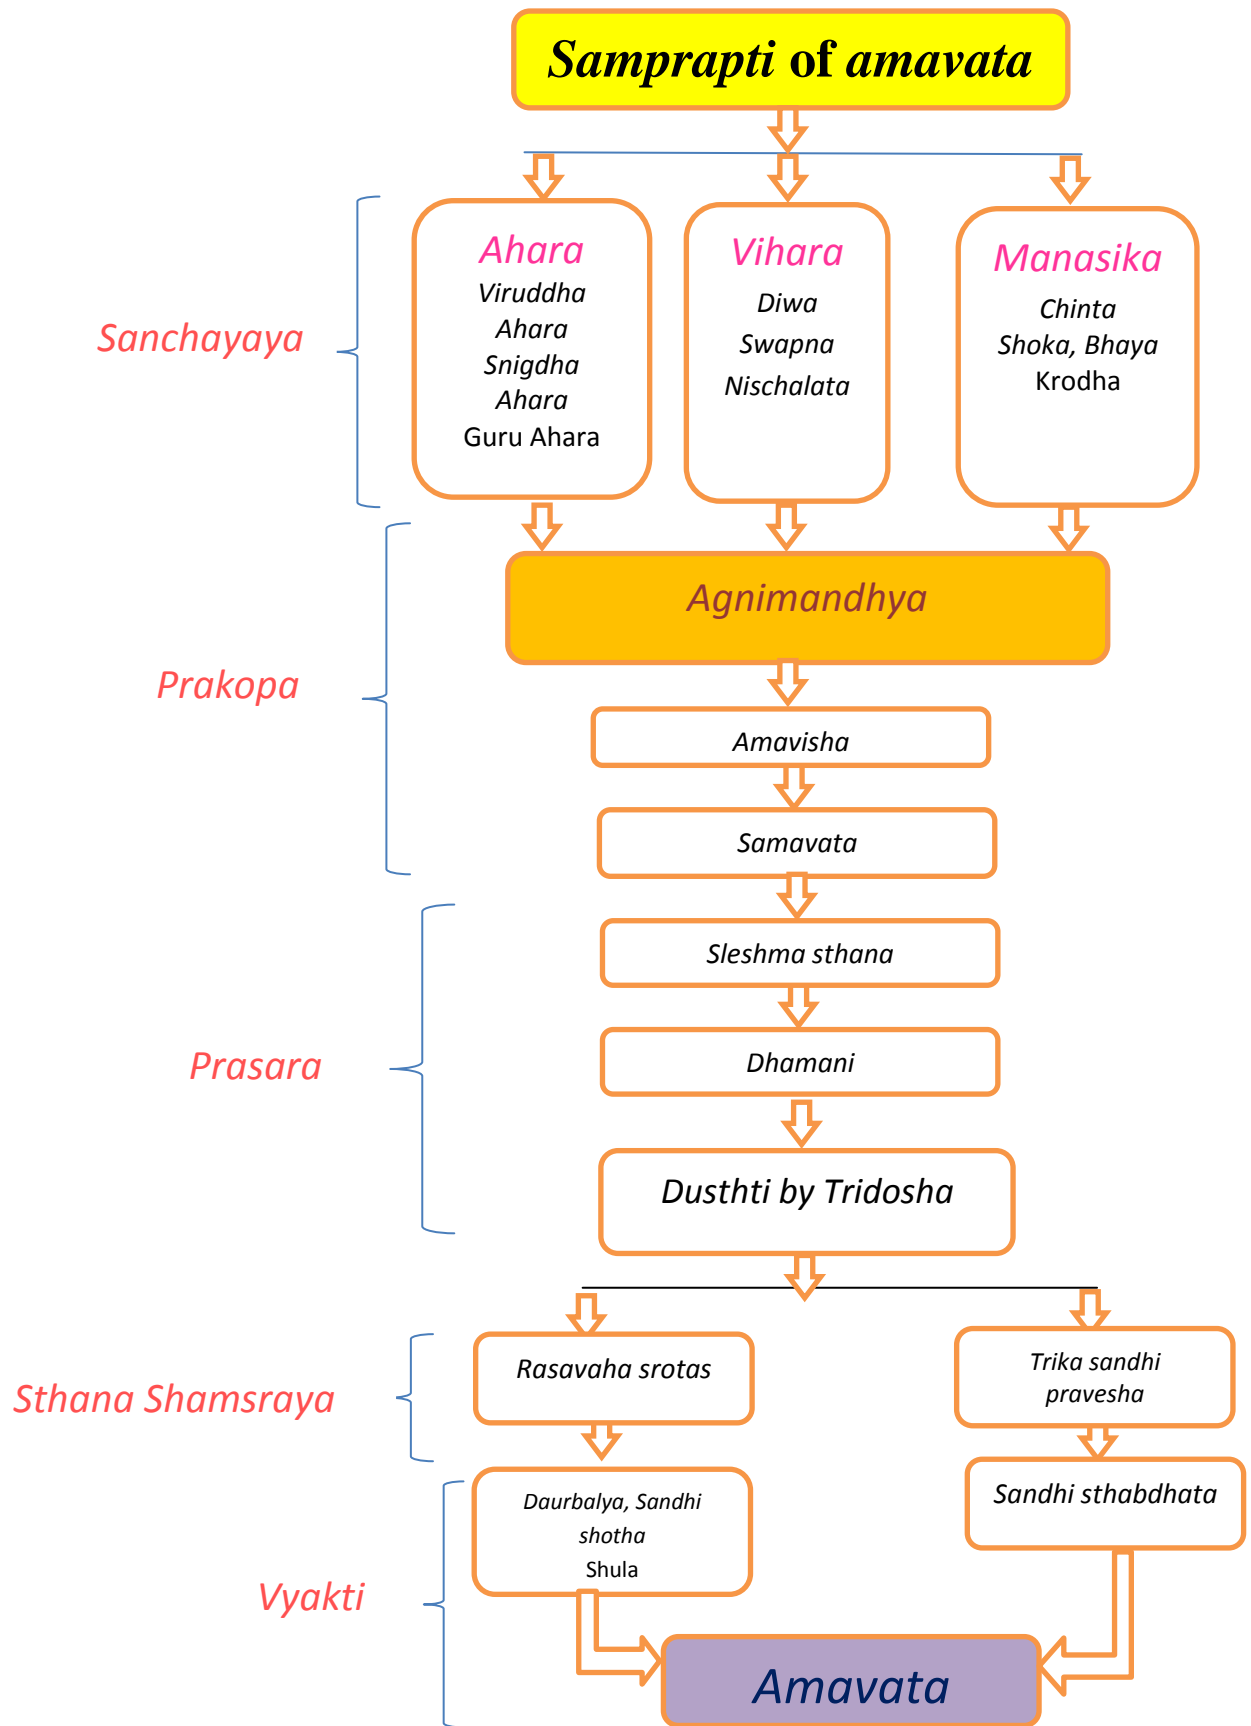 Samprapti of amavata
Ahara
Viruddha
Ahara
Snigdha
Ahara
Guru Ahara
Vihara
Diwa
Swapna
Nischalata
Manasika
Chinta
Shoka, Bhaya
Krodha
Sanchayaya
Agnimandhya
Prakopa
Amavisha
Samavata
Sleshma sthana
Prasara
Dhamani
Dusthti by Tridosha
Sthana Shamsraya
Rasavaha srotas
Trika sandhi
pravesha
Vyakti
Daurbalya, Sandhi
shotha
Shula
Sandhi sthabdhata
Amavata